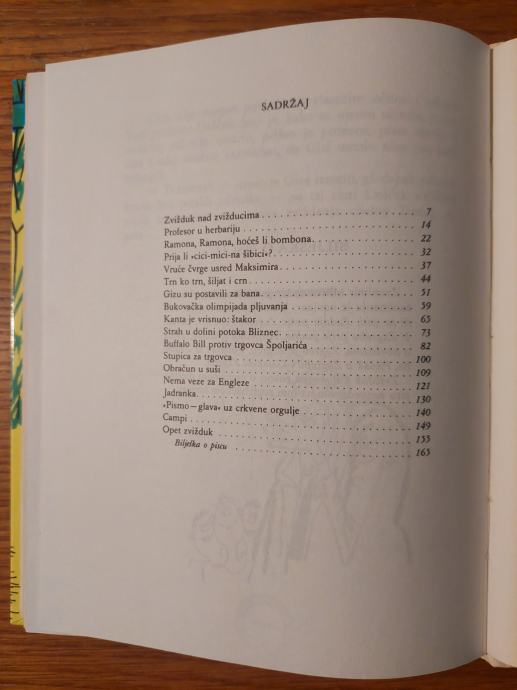 SADRŽAJ
Zvižduk nad zvižducima . . . . . . . . . . . . . . . . . . . . . . . . 7
Profesor u herbariju . . . . . . . . . . . . . . . . . . . . . . . . 14
Ramona, Ramona, hoćeš li bombona . . . . . . . . . . . . . . . . 22
Prija li »cici-mici-na šibici«? . . . . . . . . . . . . . . . . . . . . 32
Vruće čvrge usred Maksimira . . . . . . . . . . . . . . . . . . . . 37
Trn ko trn, šiljat i crn . . . . . . . . . . . . . . . . . . . . . . . . 44
Gizu su postavili za bana . . . . . . . . . . . . . . . . . . . . . . 51
Bukovačka olimpijada pljuvanja . . . . . . . . . . . . . . . . . . 59
Kanta je vrisnuo: štakor . . . . . . . . . . . . . . . . . . . . . . 65
Strah u dolini potoka Bliznec . . . . . . . . . . . . . . . . . . . . 73
Buffalo Bill protiv trgovca Špoljarića . . . . . . . . . . . . . . . . 82
Stupica za trgovca . . . . . . . . . . . . . . . . . . . . . . . . 100
Obračun u suši . . . . . . . . . . . . . . . . . . . . . . . . . . 109
Nema veze za Engleze . . . . . . . . . . . . . . . . . . . . . . 121
Jadranka . . . . . . . . . . . . . . . . . . . . . . . . . . . . 130
»Pismo — glava« uz crkvene orgulje . . . . . . . . . . . . . . . . 140
Campi . . . . . . . . . . . . . . . . . . . . . . . . . . . . . . 149
Opet zvižduk . . . . . . . . . . . . . . . . . . . . . . . . . . 155
Bilješka o piscu . . . . . . . . . . . . . . . . . . . . . . . . 165